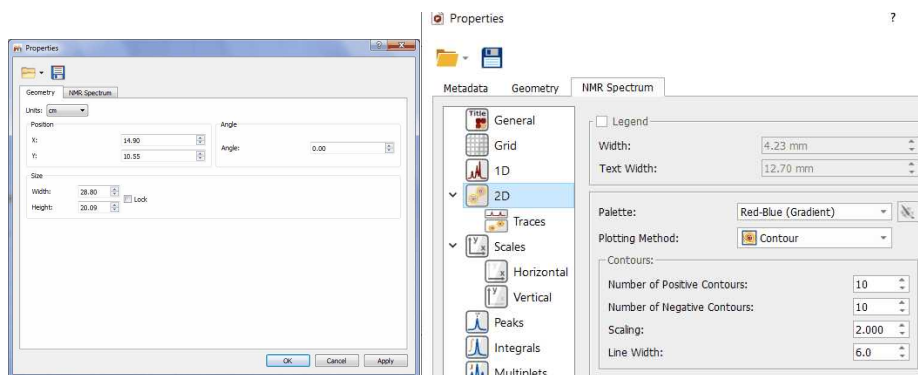 Properties
Geometry NMR Spectrum
Units: cm
Position
X: 14.90
Y: 10.55
Angle
Angle: 0.00
Size
Width: 28.80
Height: 20.09
Lock
OK Cancel Apply
Properties ?
Metadata Geometry NMR Spectrum
Title
General
Grid
1D
2D
Traces
Scales
Horizontal
Vertical
Peaks
Integrals
Multiplets
Legend
Width: 4.23 mm
Text Width: 12.70 mm
Palette: Red-Blue (Gradient)
Plotting Method: Contour
Contours:
Number of Positive Contours: 10
Number of Negative Contours: 10
Scaling: 2.000
Line Width: 6.0